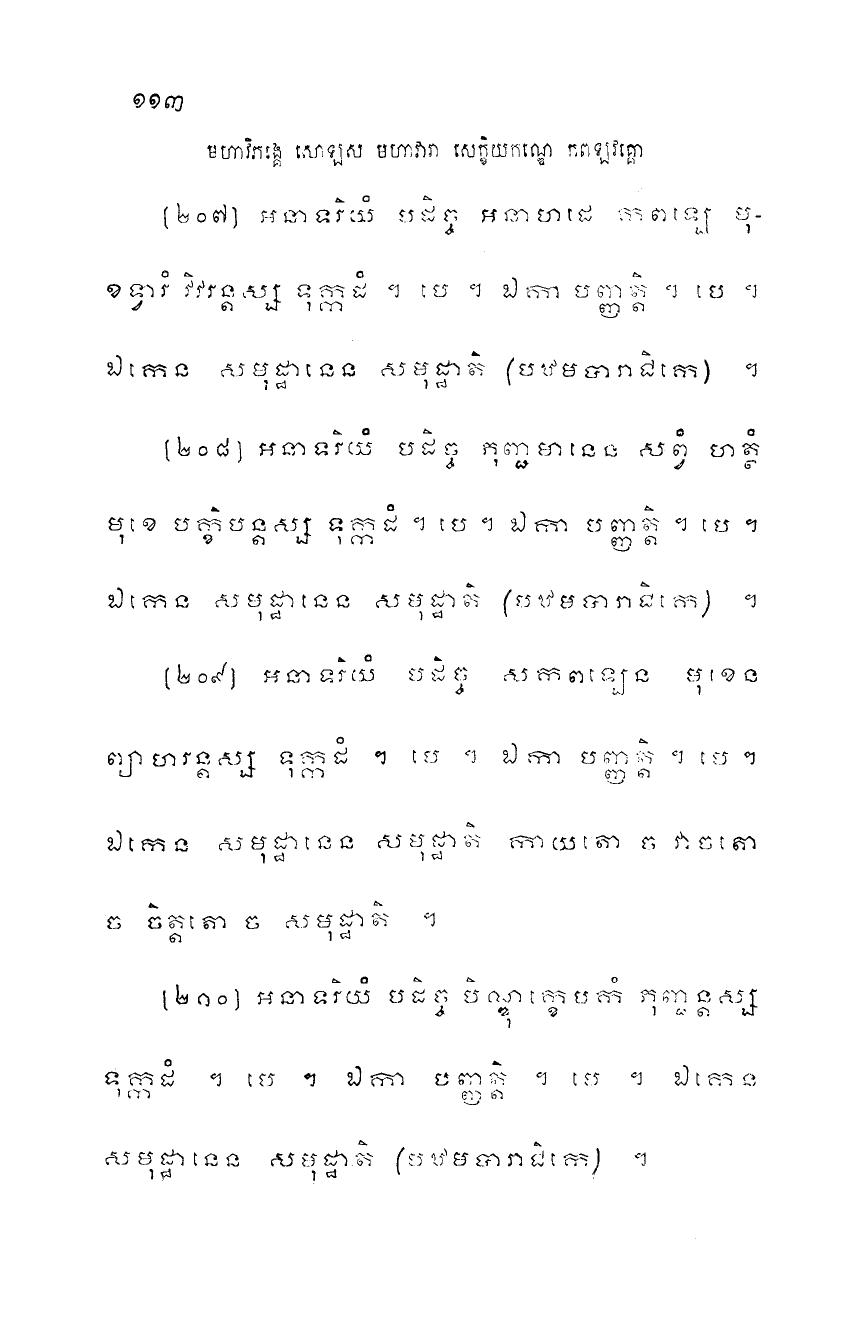 ១១៣
មហាវិភង្គេ សោឡស មហាវារា សេក្ខិយកណ្ឌេ កពឡវគ្គោ
(២០៧) អនាទរិយំ បដិច្ច អនាហដេ កពឡេ មុ-
ខទ្វារំ វិវរន្តស្ស ទុក្កដំ ។ បេ ។ ឯកា បញ្ញត្តិ ។ បេ ។
ឯកេន សមុដ្ឋានេន សមុដ្ឋាតិ (បឋមបារាជិកេ) ។
(២០៨) អនាទរិយំ បដិច្ច ភុញ្ជមានេន សព្វំ ហត្ថំ
មុខេ បក្ខិបន្តស្ស ទុក្កដំ ។ បេ ។ ឯកា បញ្ញត្តិ ។ បេ ។
ឯកេន សមុដ្ឋានេន សមុដ្ឋាតិ (បឋមបារាជិកេ) ។
(២០៩) អនាទរិយំ បដិច្ច សកពឡេន មុខេន
ព្យាហរន្តស្ស ទុក្កដំ ។ បេ ។ ឯកា បញ្ញត្តិ ។ បេ ។
ឯកេន សមុដ្ឋានេន សមុដ្ឋាតិ កាយតោ ច វាចតោ
ច ចិត្តតោ ច សមុដ្ឋាតិ ។
(២១០) អនាទរិយំ បដិច្ច បិណ្ឌុក្ខេបកំ ភុញ្ជន្តស្ស
ទុក្កដំ ។ បេ ។ ឯកា បញ្ញត្តិ ។ បេ ។ ឯកេន
សមុដ្ឋានេន សមុដ្ឋាតិ (បឋមបារាជិកេ) ។